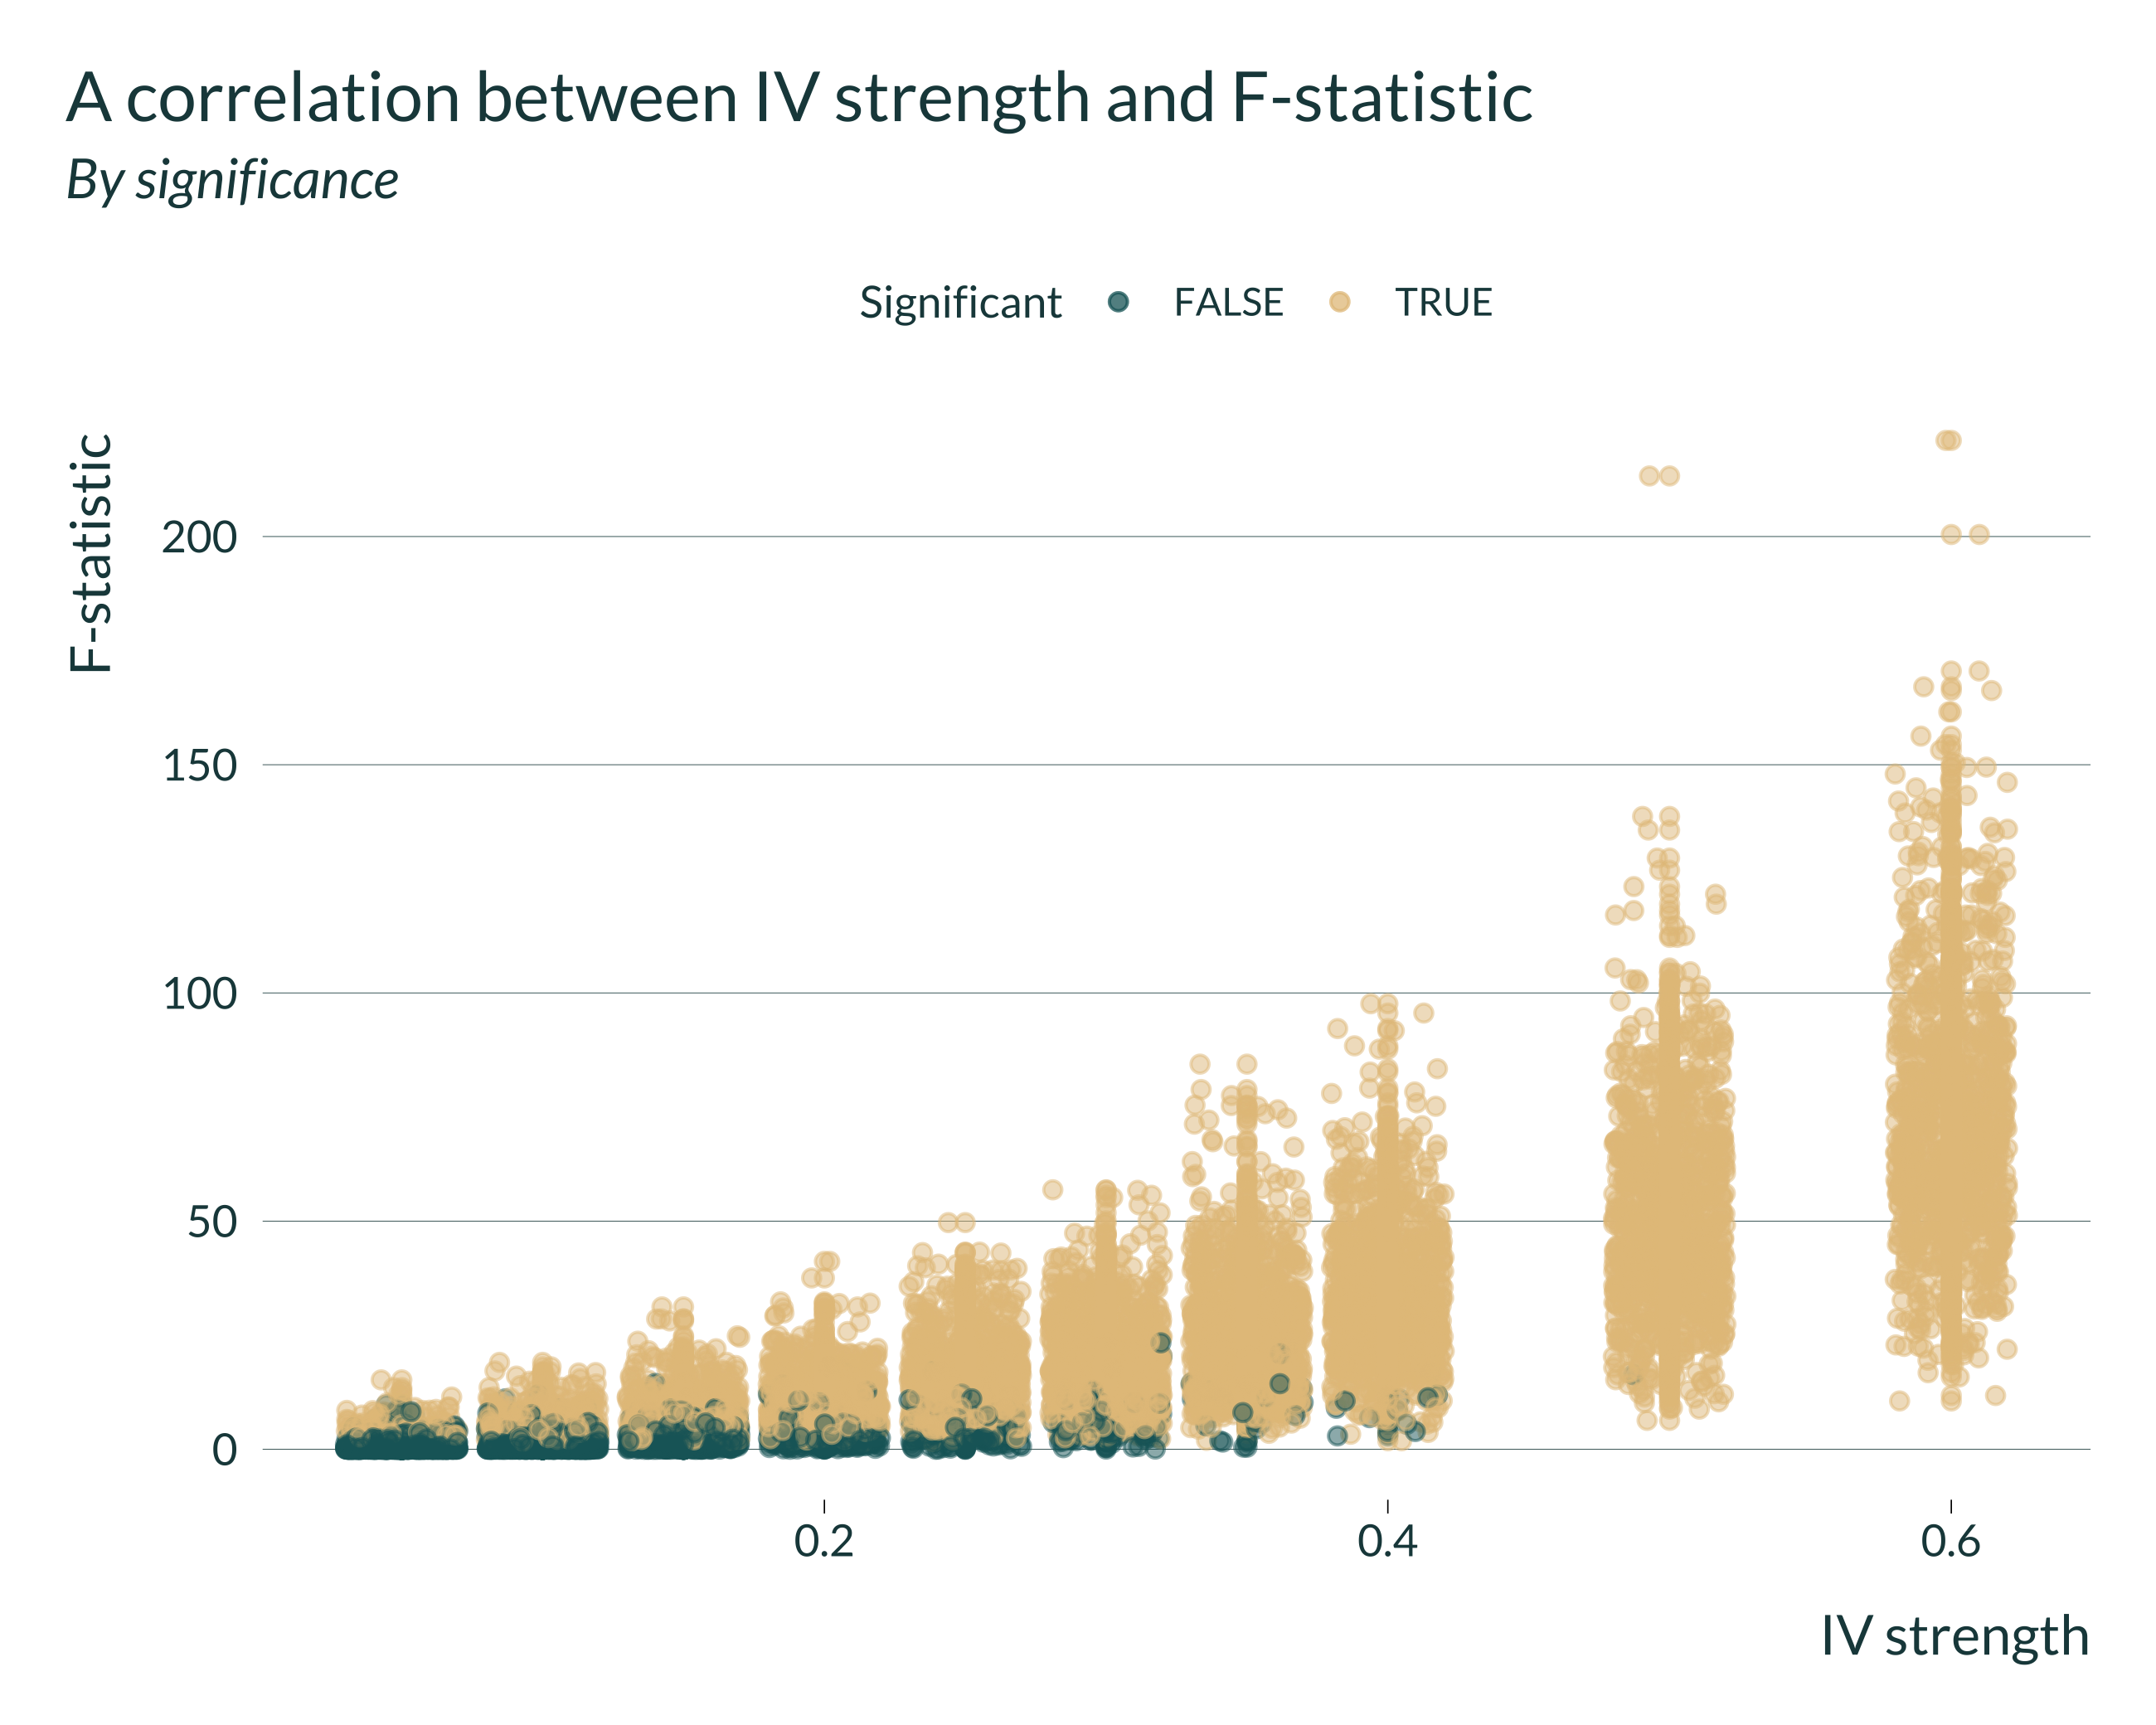 A correlation between IV strength and F-statistic
By significance
Significant FALSE TRUE
F-statistic
200
150
100
50
0
0.2 0.4 0.6
IV strength